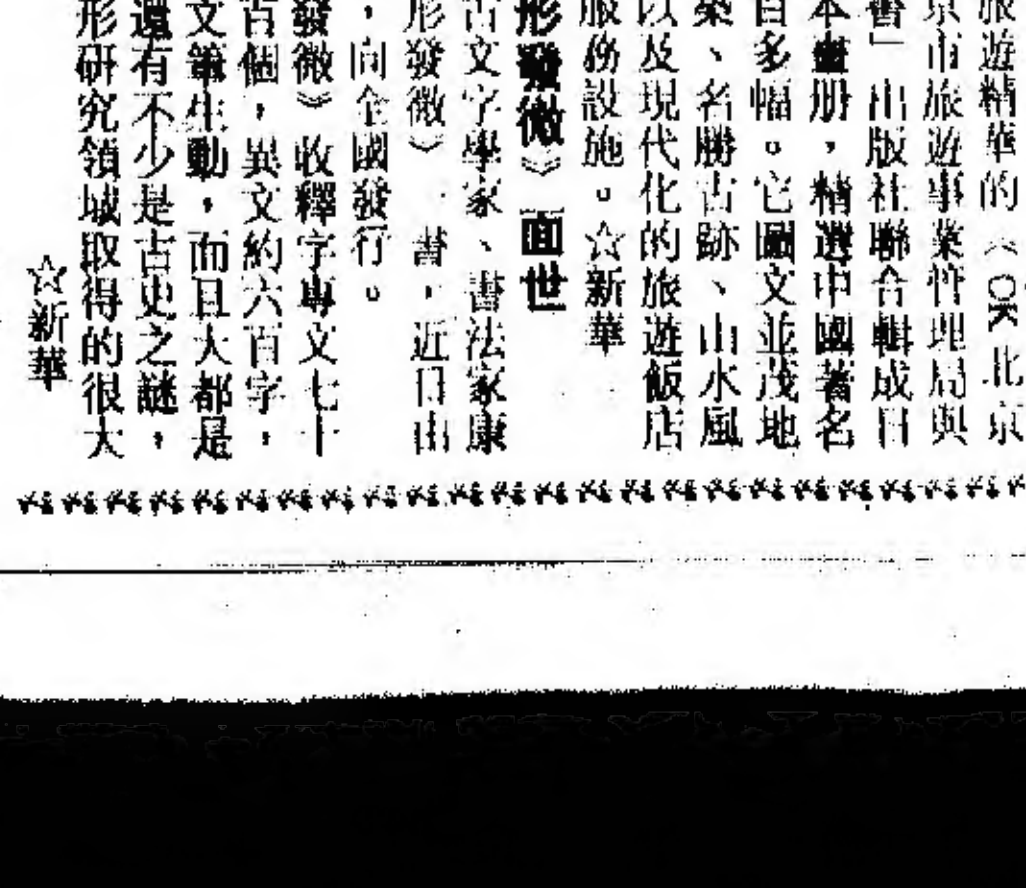 旅遊精華的《OK北京
京市旅遊事業管理局與
書」出版社聯合輯成目
本畫册，精選中國著名
百多幅。它圖文並茂地
築、名勝古跡、山水風
以及現代化的旅遊飯店
服務設施。☆新華
形發微》面世
古文字學家、書法家康
形發微》一書，近日由
，向全國發行。
發微》收釋字專文七十
百個，異文約六百字，
文筆生動，而且大都是
還有不少是古史之謎，
形研究領域取得的很大
☆新華